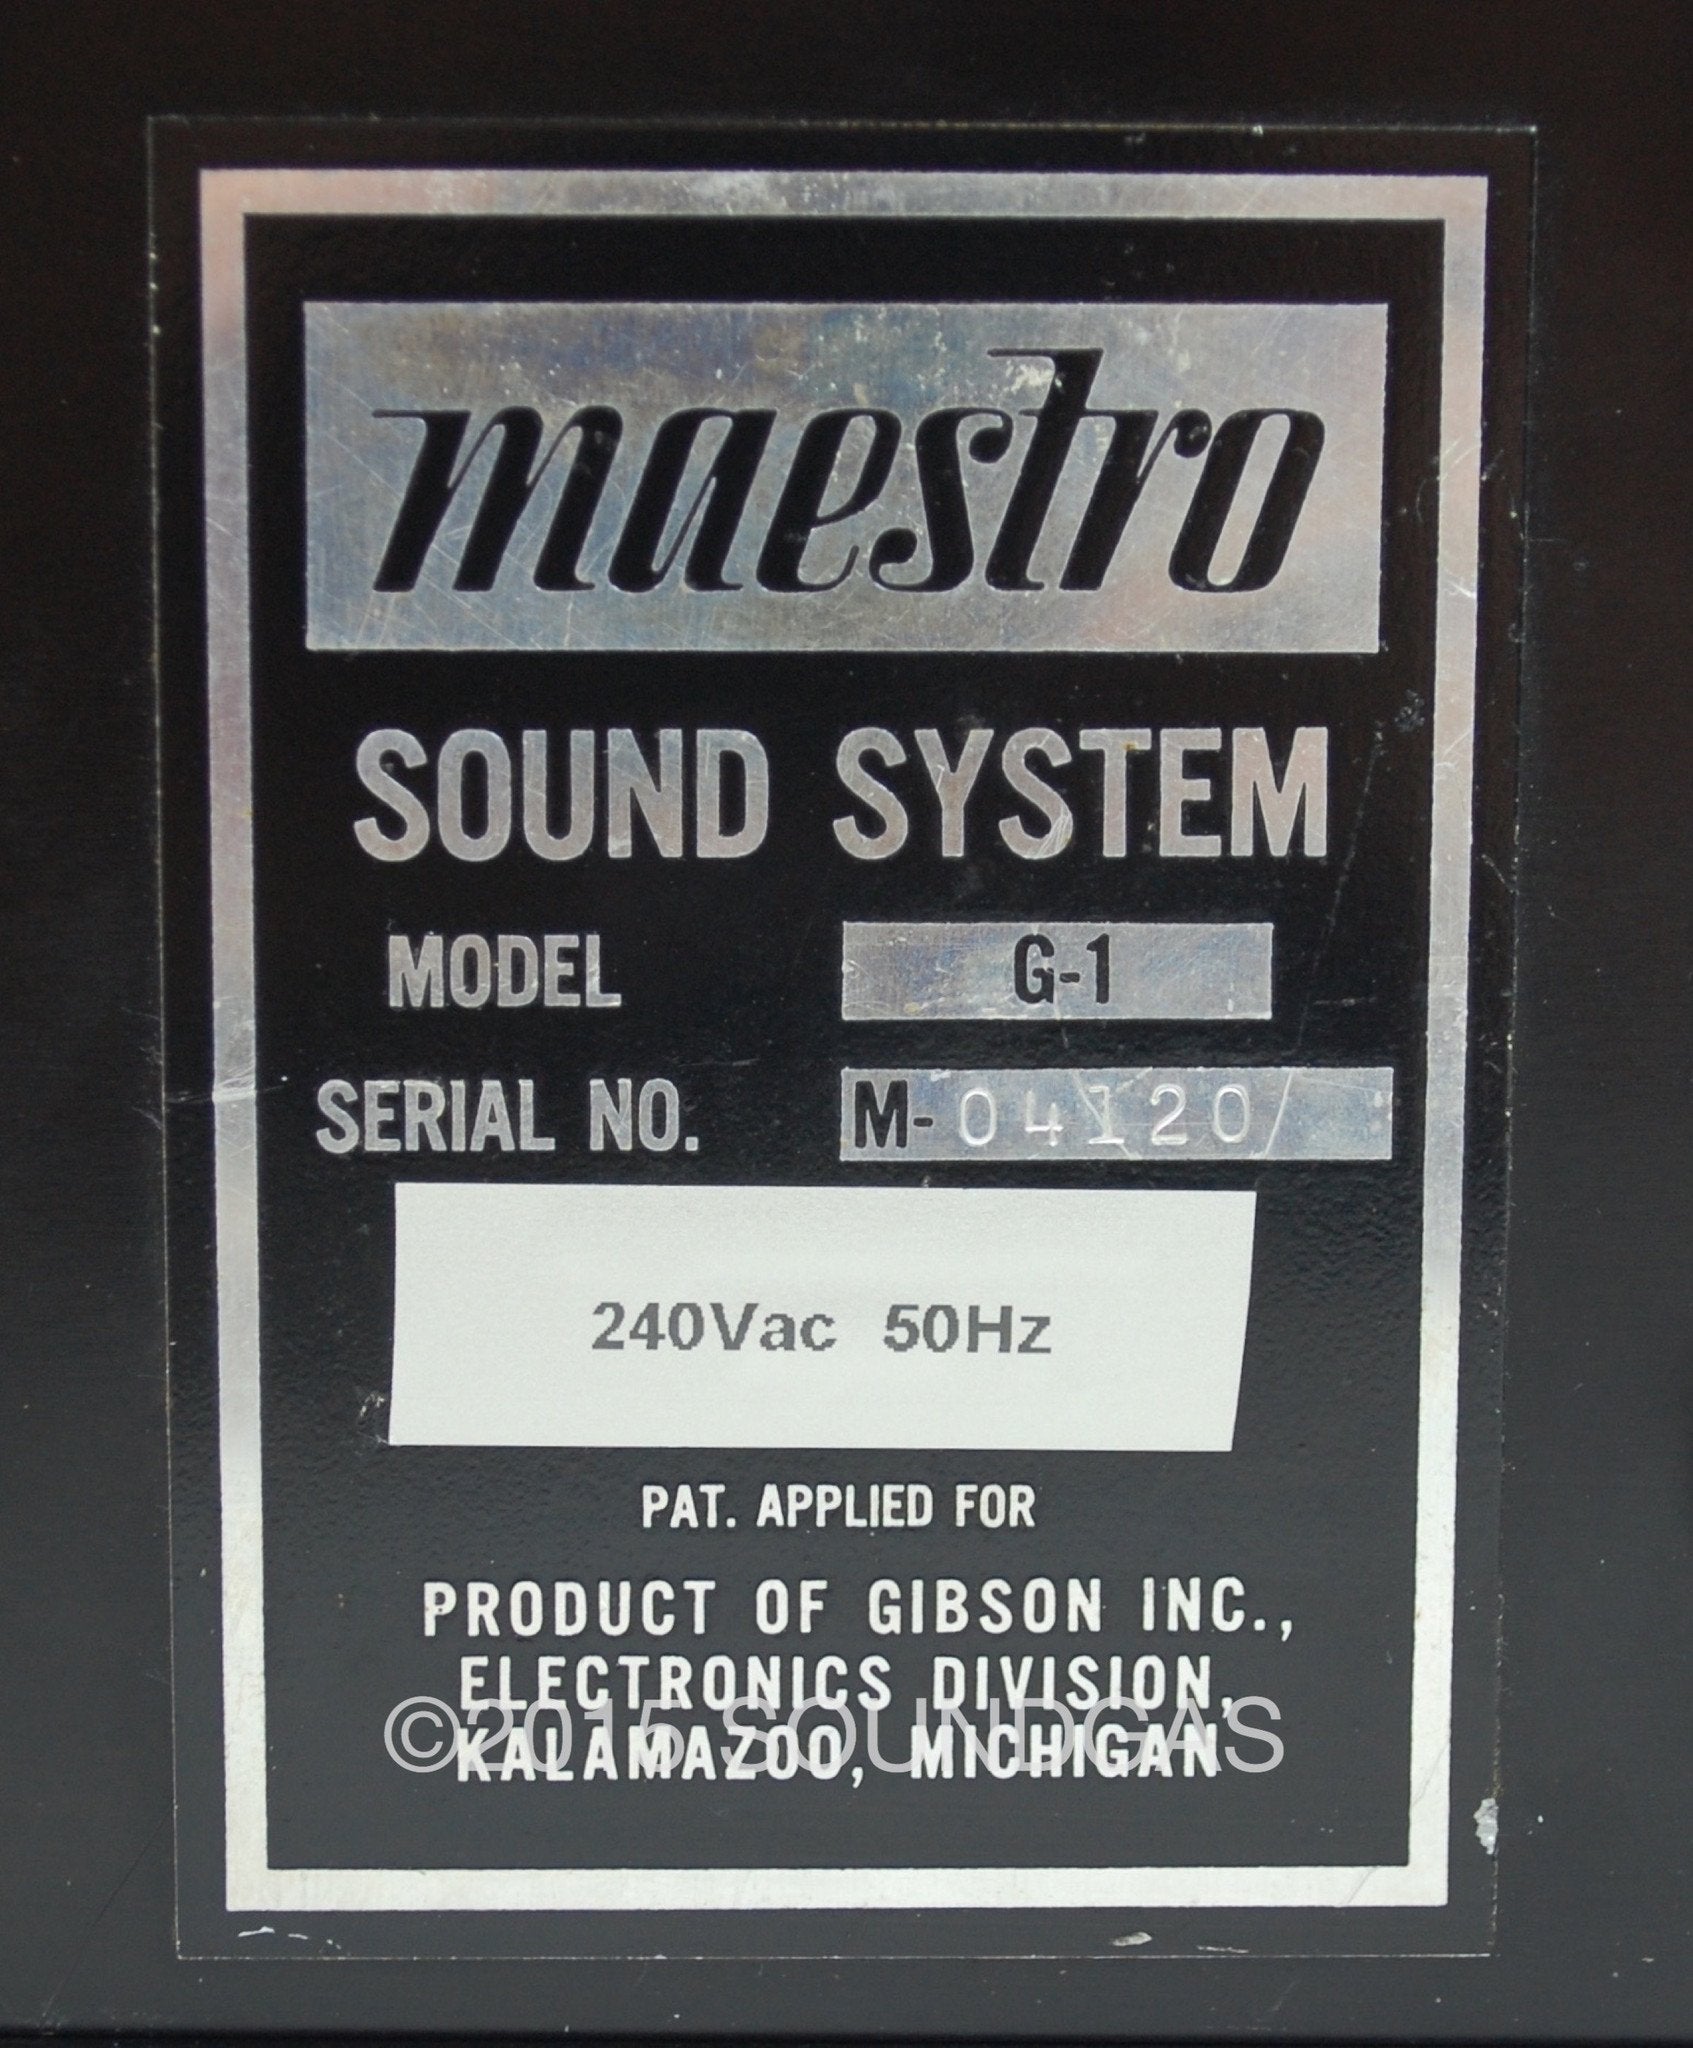 maestro
SOUND SYSTEM
MODEL G-1
SERIAL NO. M-04120
240Vac 50Hz
PAT. APPLIED FOR
PRODUCT OF GIBSON INC.,
ELECTRONICS DIVISION,
KALAMAZOO, MICHIGAN
©2015 SOUNDGAS